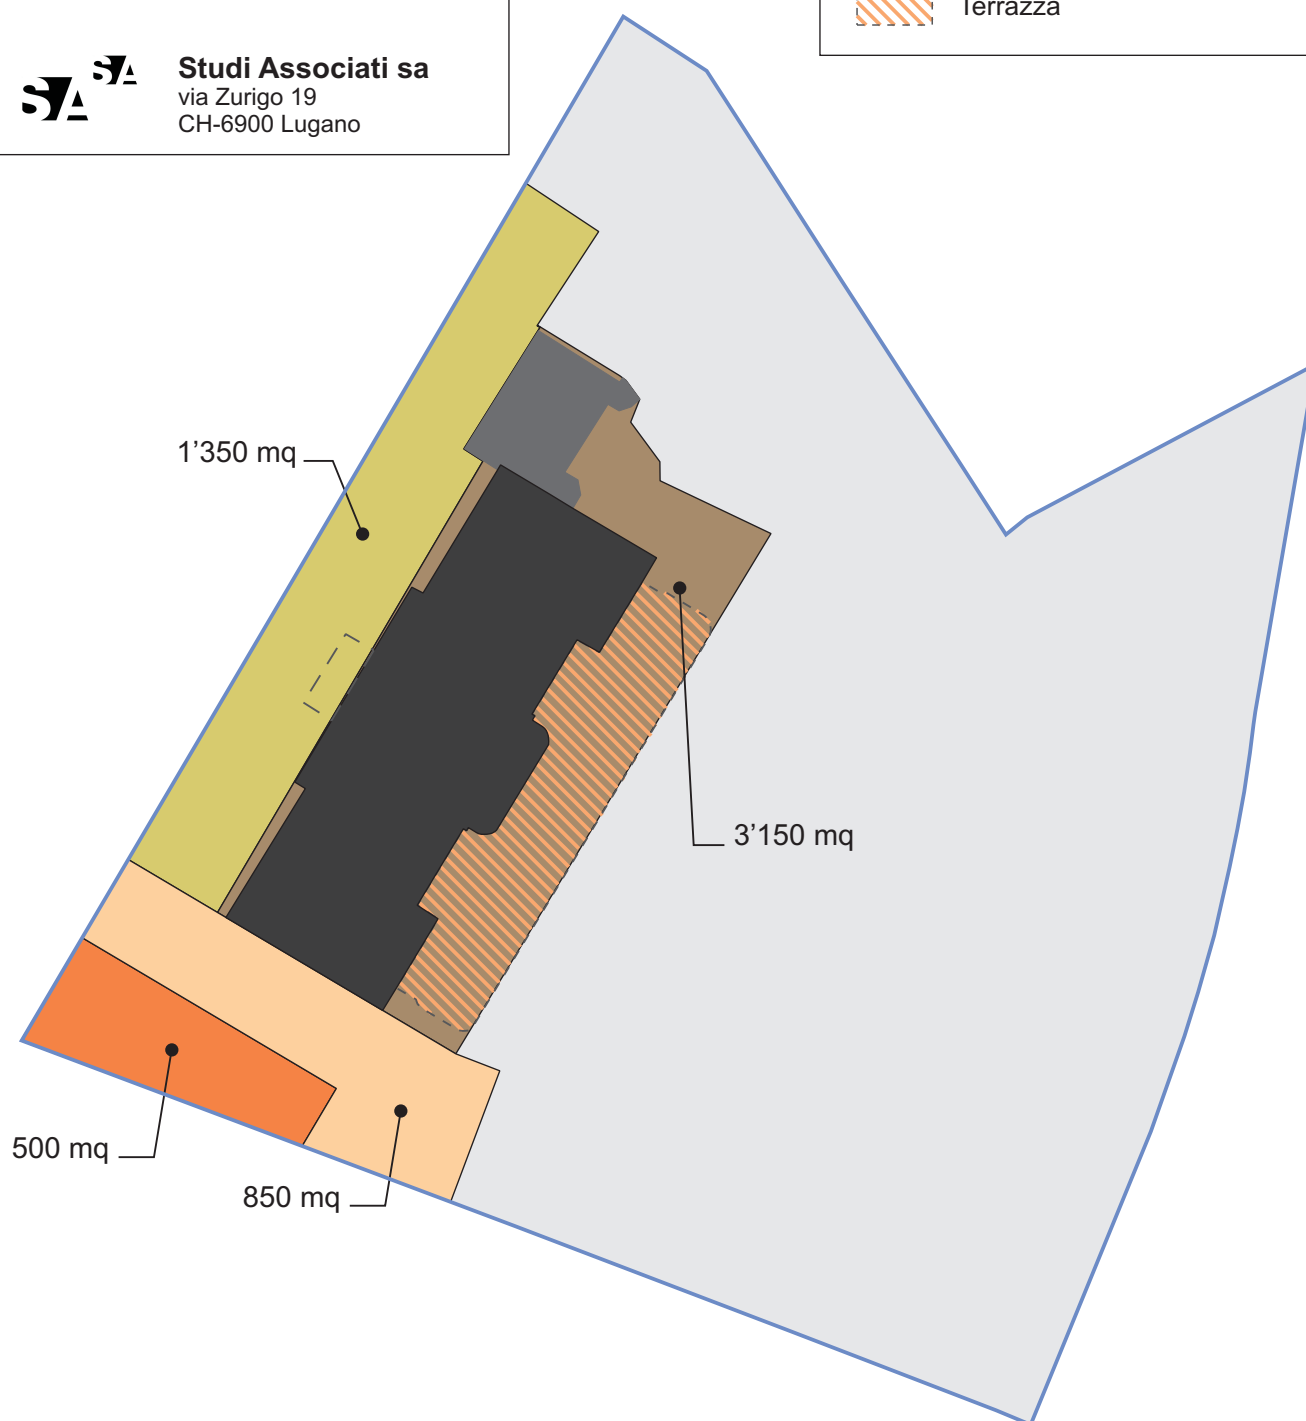 Terrazza
SA SA
Studi Associati sa
via Zurigo 19
CH-6900 Lugano
1’350 mq
3’150 mq
500 mq
850 mq